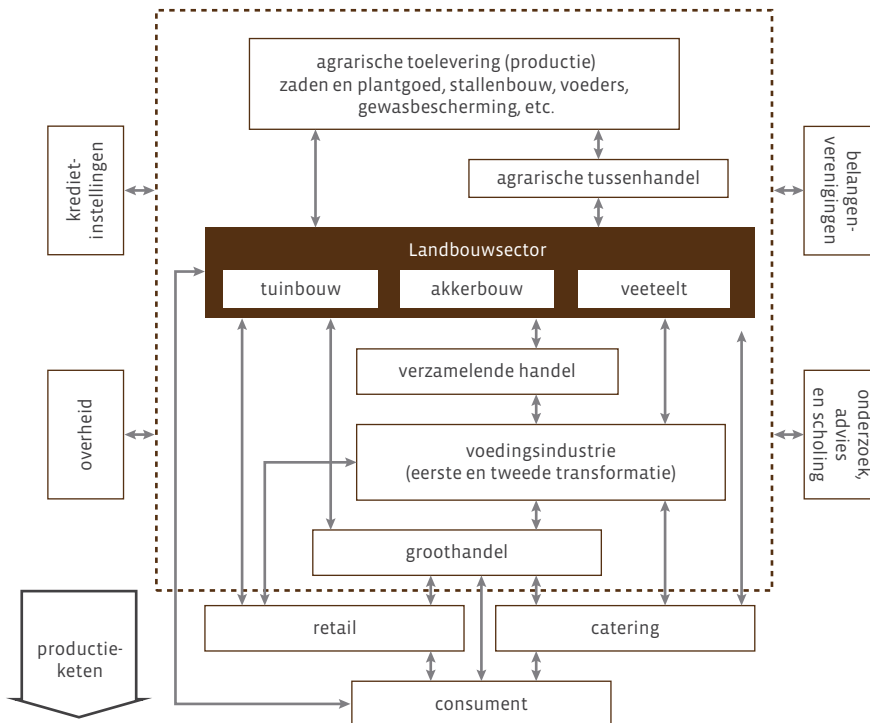 agrarische toelevering (productie)
zaden en plantgoed, stallenbouw, voeders,
gewasbescherming, etc.
krediet-
instellingen
belangen-
verenigingen
agrarische tussenhandel
Landbouwsector
tuinbouw
akkerbouw
veeteelt
verzamelende handel
overheid
onderzoek,
advies
en scholing
voedingsindustrie
(eerste en tweede transformatie)
groothandel
retail
catering
productie-
keten
consument